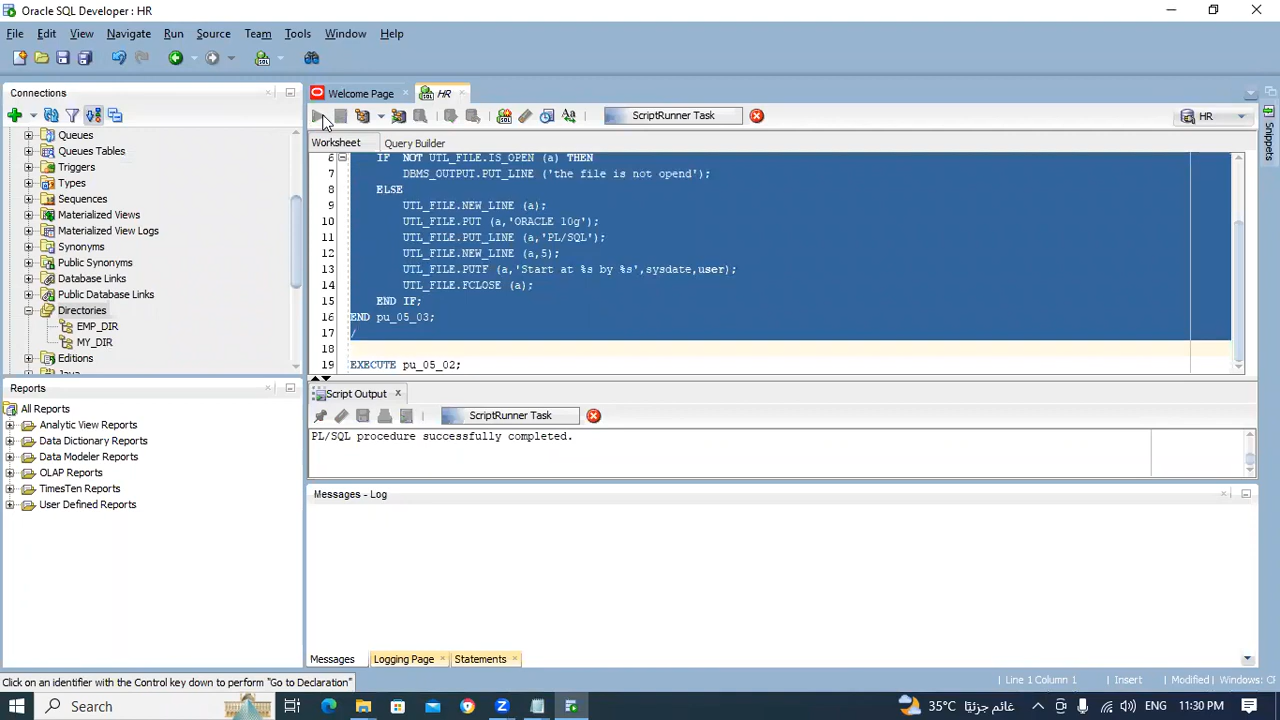 Oracle SQL Developer : HR
File Edit View Navigate Run Source Team Tools Window Help
Connections
Welcome Page
HR
ScriptRunner Task
HR
Snippets
Worksheet
Query Builder
Queues
Queues Tables
Triggers
Types
Sequences
Materialized Views
Materialized View Logs
Synonyms
Public Synonyms
Database Links
Public Database Links
Directories
EMP_DIR
MY_DIR
Editions
Java
6 IF NOT UTL_FILE.IS_OPEN (a) THEN
7 DBMS_OUTPUT.PUT_LINE ('the file is not opend');
8 ELSE
9 UTL_FILE.NEW_LINE (a);
10 UTL_FILE.PUT (a,'ORACLE 10g');
11 UTL_FILE.PUT_LINE (a,'PL/SQL');
12 UTL_FILE.NEW_LINE (a,5);
13 UTL_FILE.PUTF (a,'Start at %s by %s',sysdate,user);
14 UTL_FILE.FCLOSE (a);
15 END IF;
16 END pu_05_03;
17 /
18
19 EXECUTE pu_05_02;
Reports
All Reports
Analytic View Reports
Data Dictionary Reports
Data Modeler Reports
OLAP Reports
TimesTen Reports
User Defined Reports
Script Output
ScriptRunner Task
PL/SQL procedure successfully completed.
Messages - Log
Messages
Logging Page
Statements
Click on an identifier with the Control key down to perform "Go to Declaration"
Line 1 Column 1
Insert
Modified
Windows: CF
Search
35°C غائم جزئيًا
ENG
11:30 PM